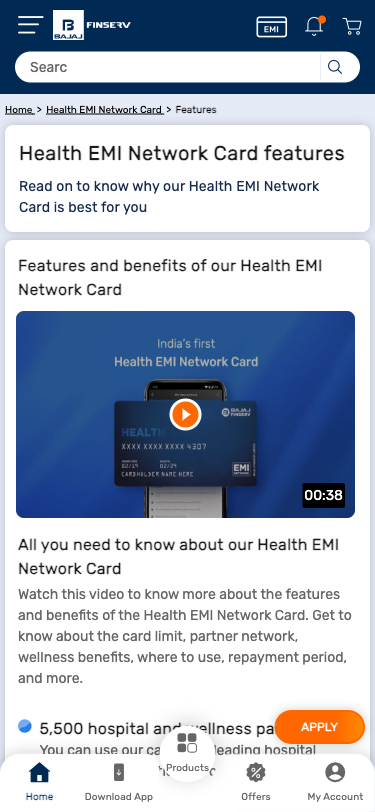 BAJAJ FINSERV
EMI
Searc
Home > Health EMI Network Card > Features
Health EMI Network Card features
Read on to know why our Health EMI Network
Card is best for you
Features and benefits of our Health EMI
Network Card
India's first
Health EMI Network Card
BAJAJ FINSERV
HEALTH
XXXX XXXX XXXX 4307
02/19 02/29
CARDHOLDER NAME HERE
EMI
00:38
All you need to know about our Health EMI
Network Card
Watch this video to know more about the features
and benefits of the Health EMI Network Card. Get to
know about the card limit, partner network,
wellness benefits, where to use, repayment period,
and more.
5,500 hospital and wellness pa
APPLY
You can use our ca leading hospital
Products
Home
Download App
Offers
My Account